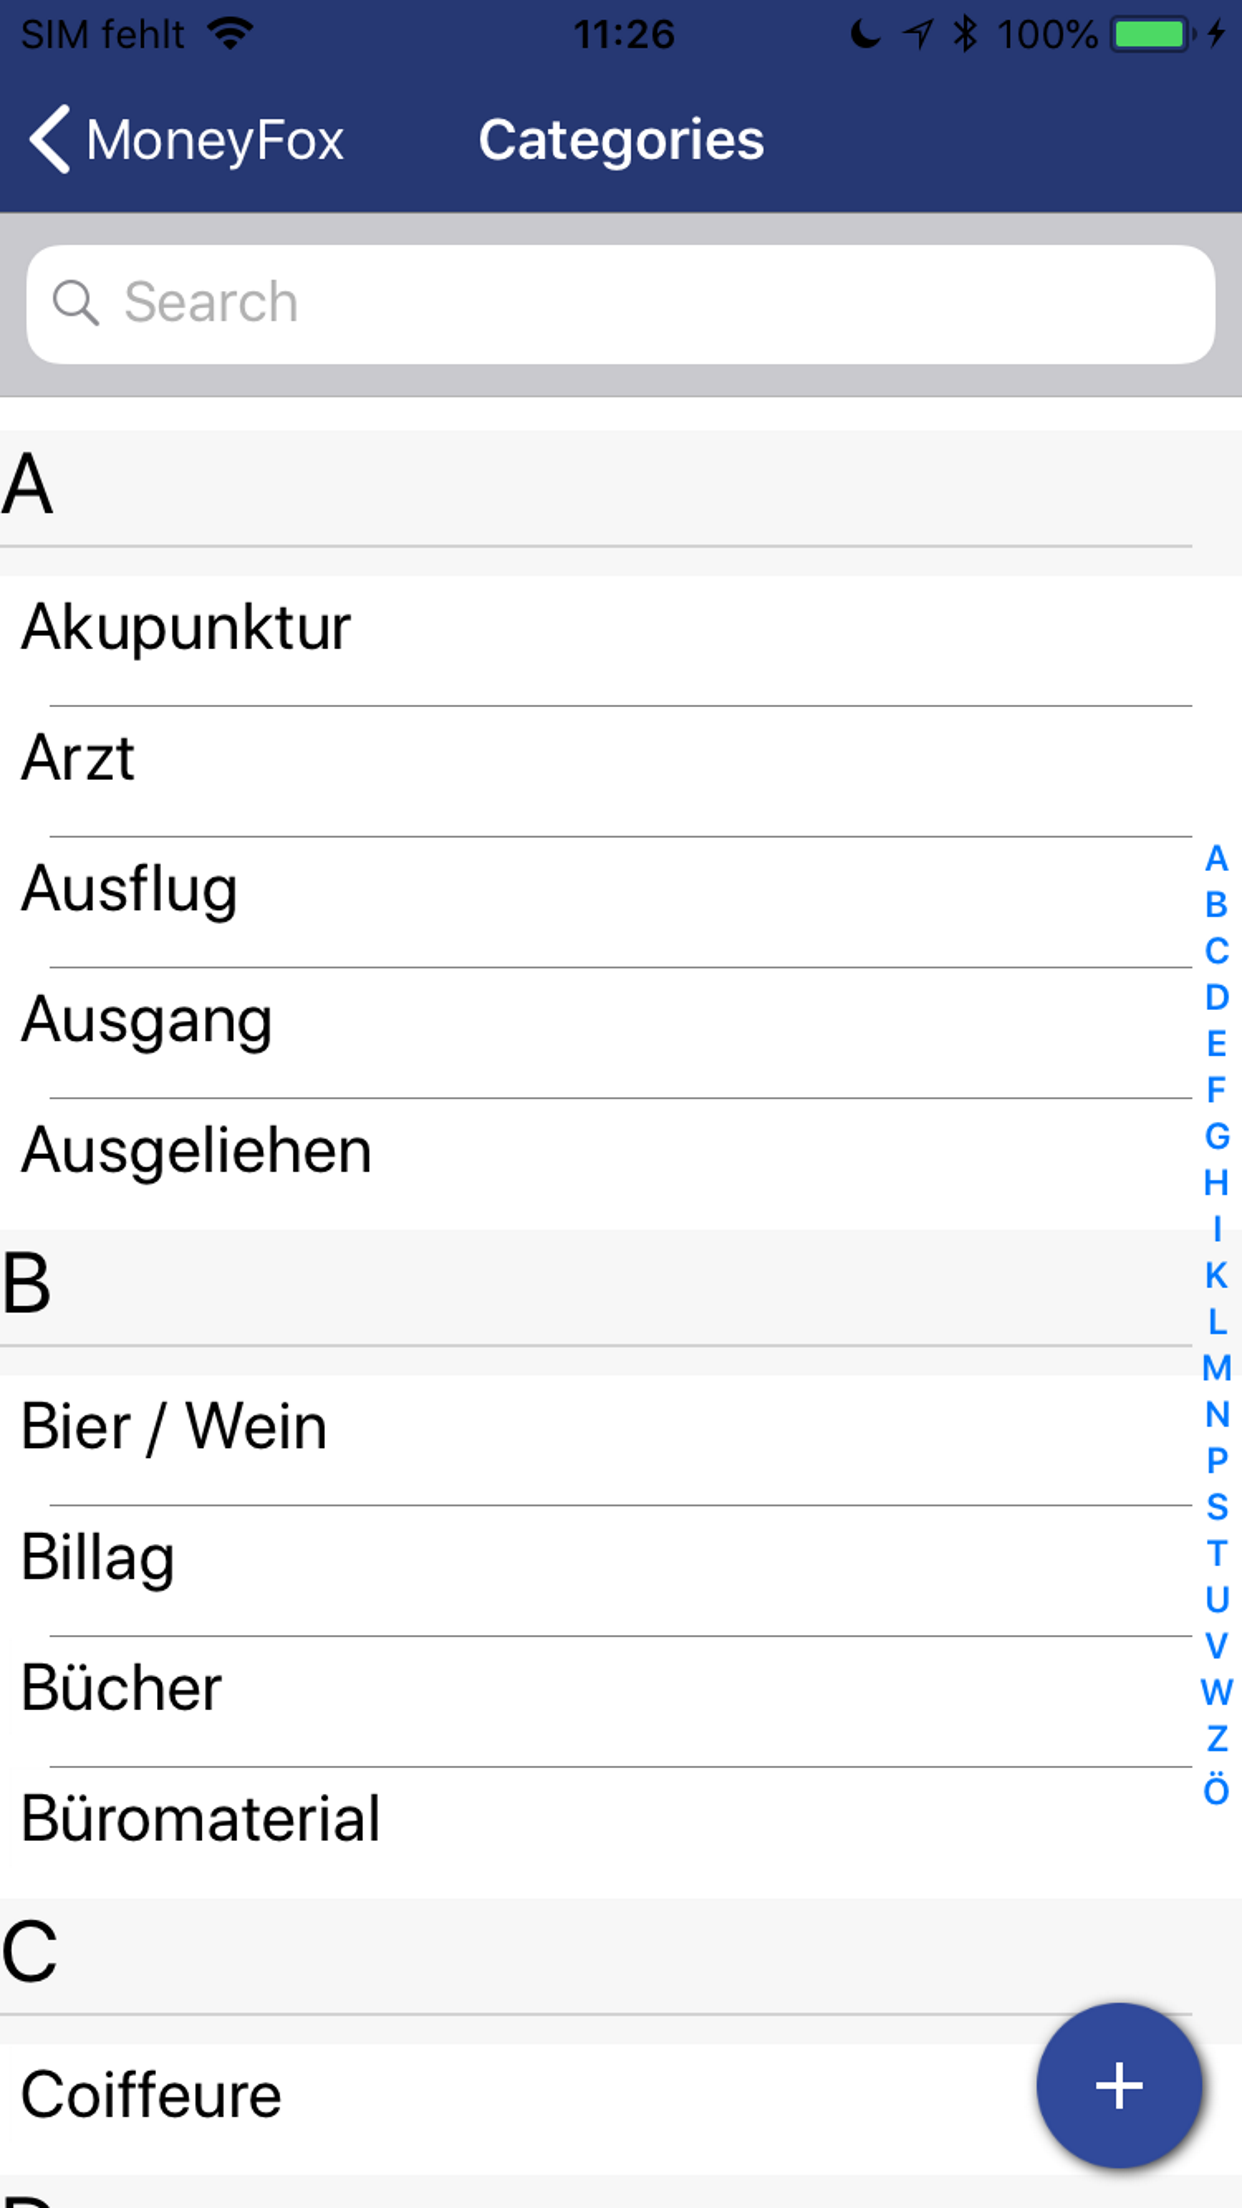 SIM fehlt 11:26 100%
MoneyFox Categories
Search
A
Akupunktur
Arzt
Ausflug
Ausgang
Ausgeliehen
B
Bier / Wein
Billag
Bücher
Büromaterial
C
Coiffeure
A
B
C
D
E
F
G
H
I
K
L
M
N
P
S
T
U
V
W
Z
Ö
+